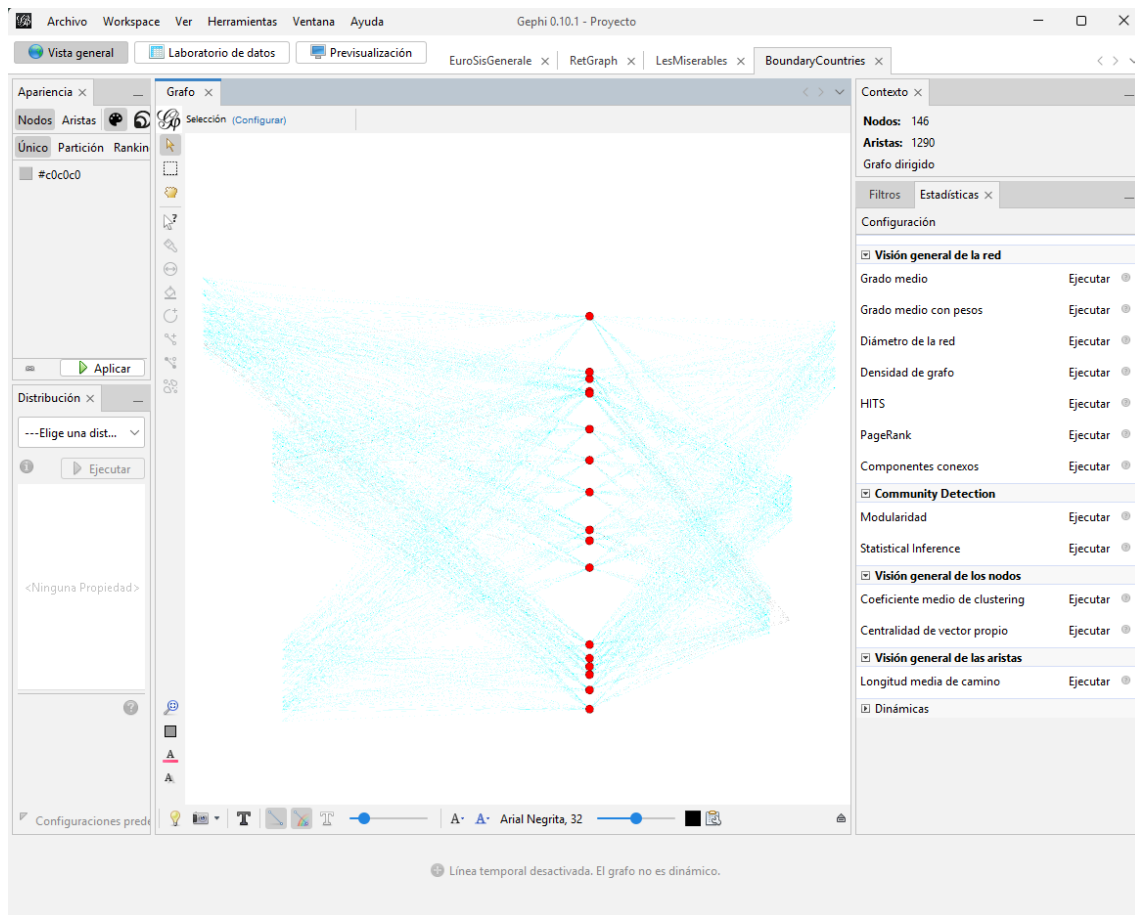 Archivo Workspace Ver Herramientas Ventana Ayuda Gephi 0.10.1 - Proyecto
Vista general Laboratorio de datos Previsualización
EuroSisGenerale RetGraph LesMiserables BoundaryCountries
Apariencia Grafo Contexto
Nodos Aristas
Selección (Configurar)
Nodos: 146
Único Partición Rankin
Aristas: 1290
#c0c0c0
Grafo dirigido
Filtros Estadísticas
Configuración
Visión general de la red
Grado medio Ejecutar
Grado medio con pesos Ejecutar
Diámetro de la red Ejecutar
Aplicar
Densidad de grafo Ejecutar
Distribución
HITS Ejecutar
---Elige una dist...
PageRank Ejecutar
Ejecutar
Componentes conexos Ejecutar
Community Detection
Modularidad Ejecutar
Statistical Inference Ejecutar
Visión general de los nodos
<Ninguna Propiedad>
Coeficiente medio de clustering Ejecutar
Centralidad de vector propio Ejecutar
Visión general de las aristas
Longitud media de camino Ejecutar
Dinámicas
A
A
Configuraciones prede
T T A- A- Arial Negrita, 32
Línea temporal desactivada. El grafo no es dinámico.